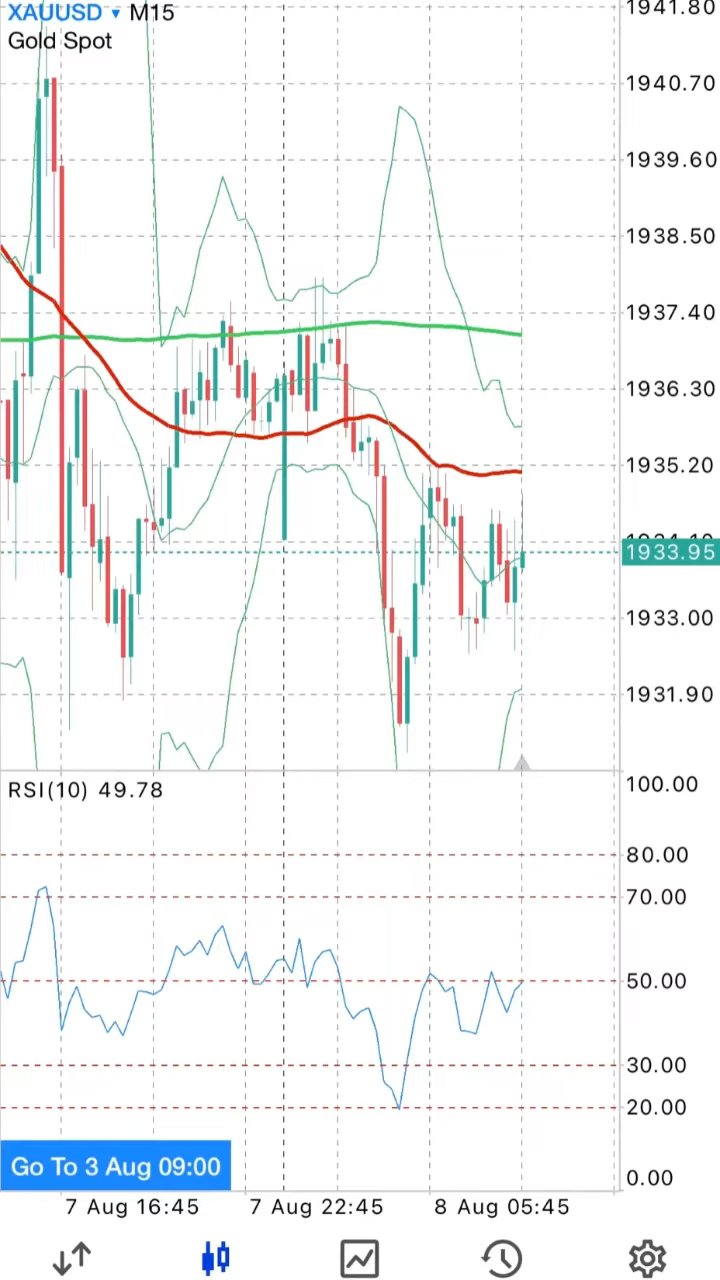 XAUUSD ▾ M15
Gold Spot
1941.80
1940.70
1939.60
1938.50
1937.40
1936.30
1935.20
1933.95
1933.00
1931.90
RSI(10) 49.78
100.00
80.00
70.00
50.00
30.00
20.00
0.00
Go To 3 Aug 09:00
7 Aug 16:45
7 Aug 22:45
8 Aug 05:45